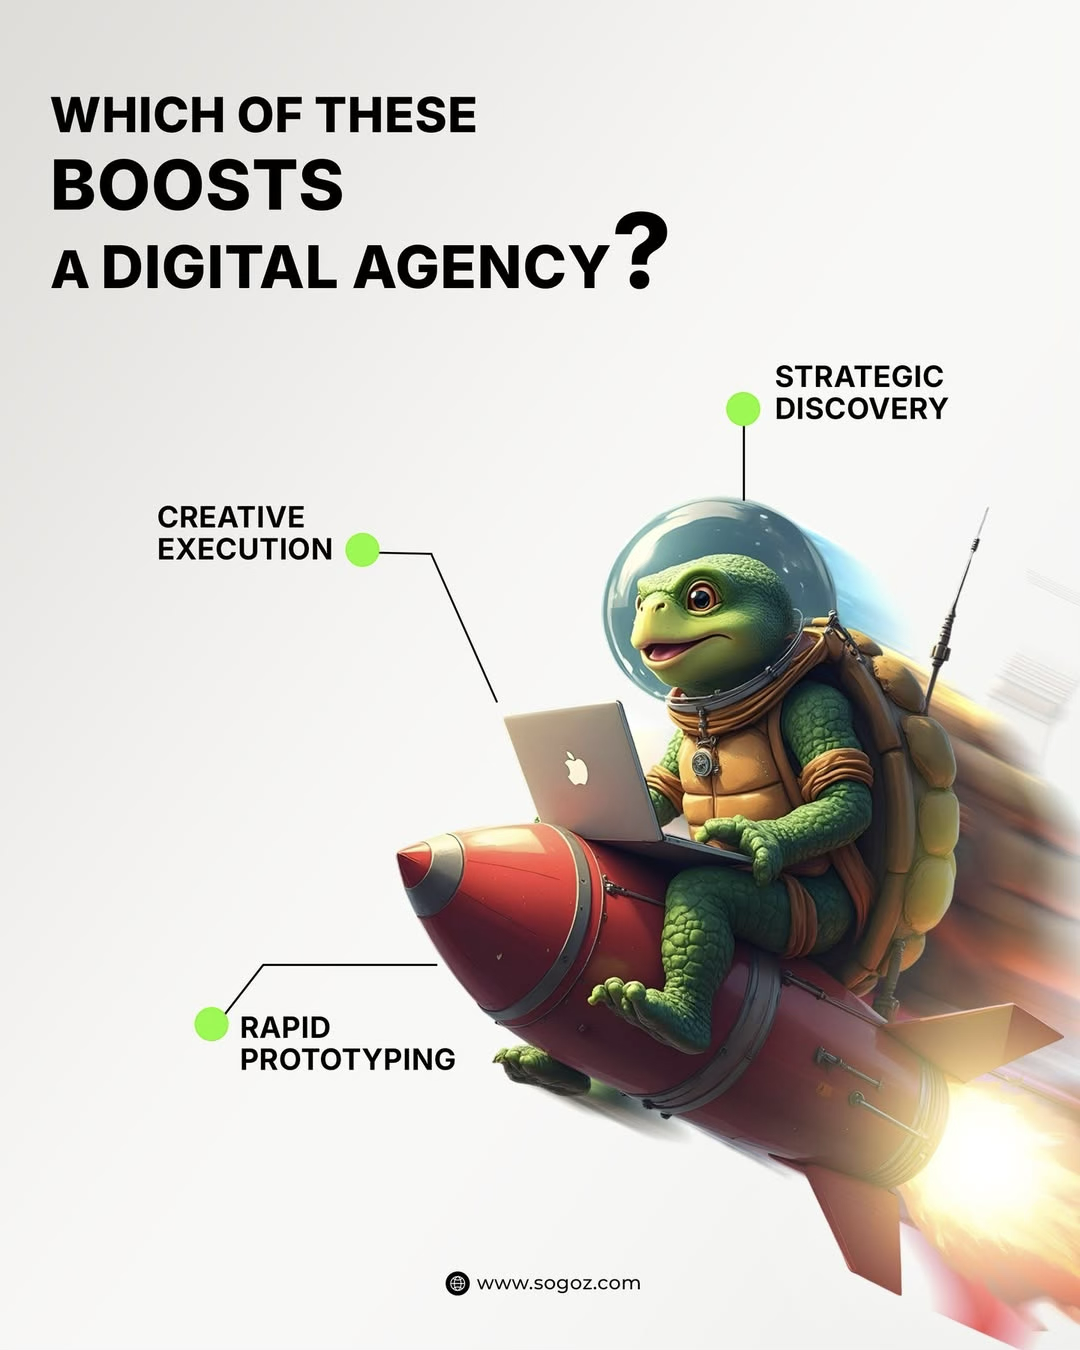 WHICH OF THESE
BOOSTS
A DIGITAL AGENCY?
STRATEGIC
DISCOVERY
CREATIVE
EXECUTION
RAPID
PROTOTYPING
www.sogoz.com